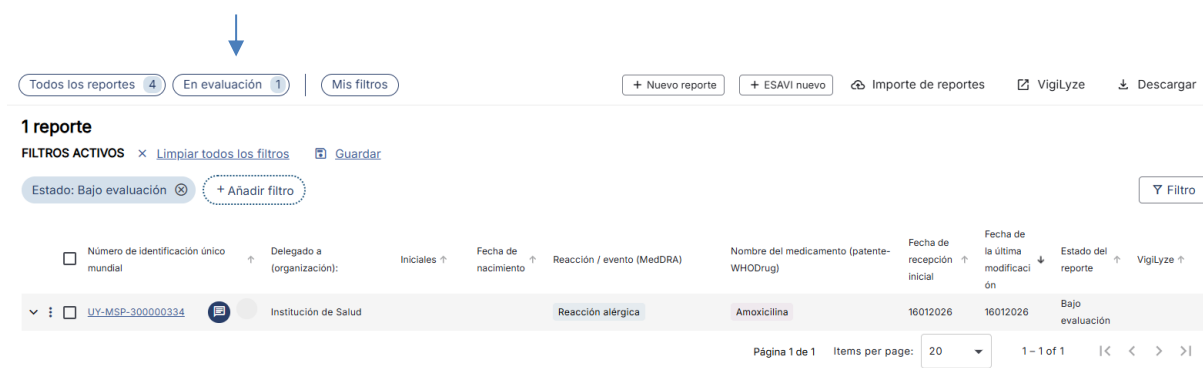 Todos los reportes 4 En evaluación 1 Mis filtros + Nuevo reporte + ESAVI nuevo Importe de reportes VigiLyze Descargar
1 reporte
FILTROS ACTIVOS × Limpiar todos los filtros Guardar
Estado: Bajo evaluación + Añadir filtro Filtro
Número de identificación único mundial ↑ Delegado a (organización): Iniciales ↑ Fecha de nacimiento ↑ Reacción / evento (MedDRA) Nombre del medicamento (patente-WHODrug) Fecha de recepción inicial ↑ Fecha de la última modificación ↓ Estado del reporte ↑ VigiLyze ↑
UY-MSP-300000334 Institución de Salud Reacción alérgica Amoxicilina 16012026 16012026 Bajo evaluación
Página 1 de 1 Items per page: 20 1 – 1 of 1 |< < > >|